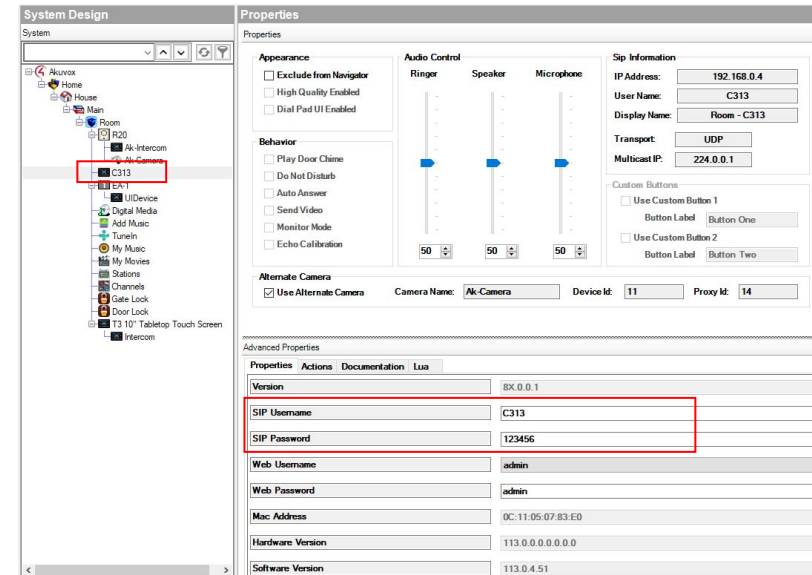 System Design
System
Akuvox
Home
House
Main
Room
R20
Ak-Intercom
Ak-Camera
C313
EA-1
UIDevice
Digital Media
Add Music
TuneIn
My Music
My Movies
Stations
Channels
Gate Lock
Door Lock
T3 10" Tabletop Touch Screen
Intercom
Properties
Properties
Appearance
Exclude from Navigator
High Quality Enabled
Dial Pad UI Enabled
Behavior
Play Door Chime
Do Not Disturb
Auto Answer
Send Video
Monitor Mode
Echo Calibration
Audio Control
Ringer Speaker Microphone
50 50 50
Sip Information
IP Address: 192.168.0.4
User Name: C313
Display Name: Room - C313
Transport: UDP
Multicast IP: 224.0.0.1
Custom Buttons
Use Custom Button 1
Button Label Button One
Use Custom Button 2
Button Label Button Two
Alternate Camera
Use Alternate Camera Camera Name: Ak-Camera Device Id: 11 Proxy Id: 14
Advanced Properties
Properties Actions Documentation Lua
Version 8X.0.0.1
SIP Username C313
SIP Password 123456
Web Username admin
Web Password admin
Mac Address 0C:11:05:07:83:E0
Hardware Version 113.0.0.0.0.0.0
Software Version 113.0.4.51